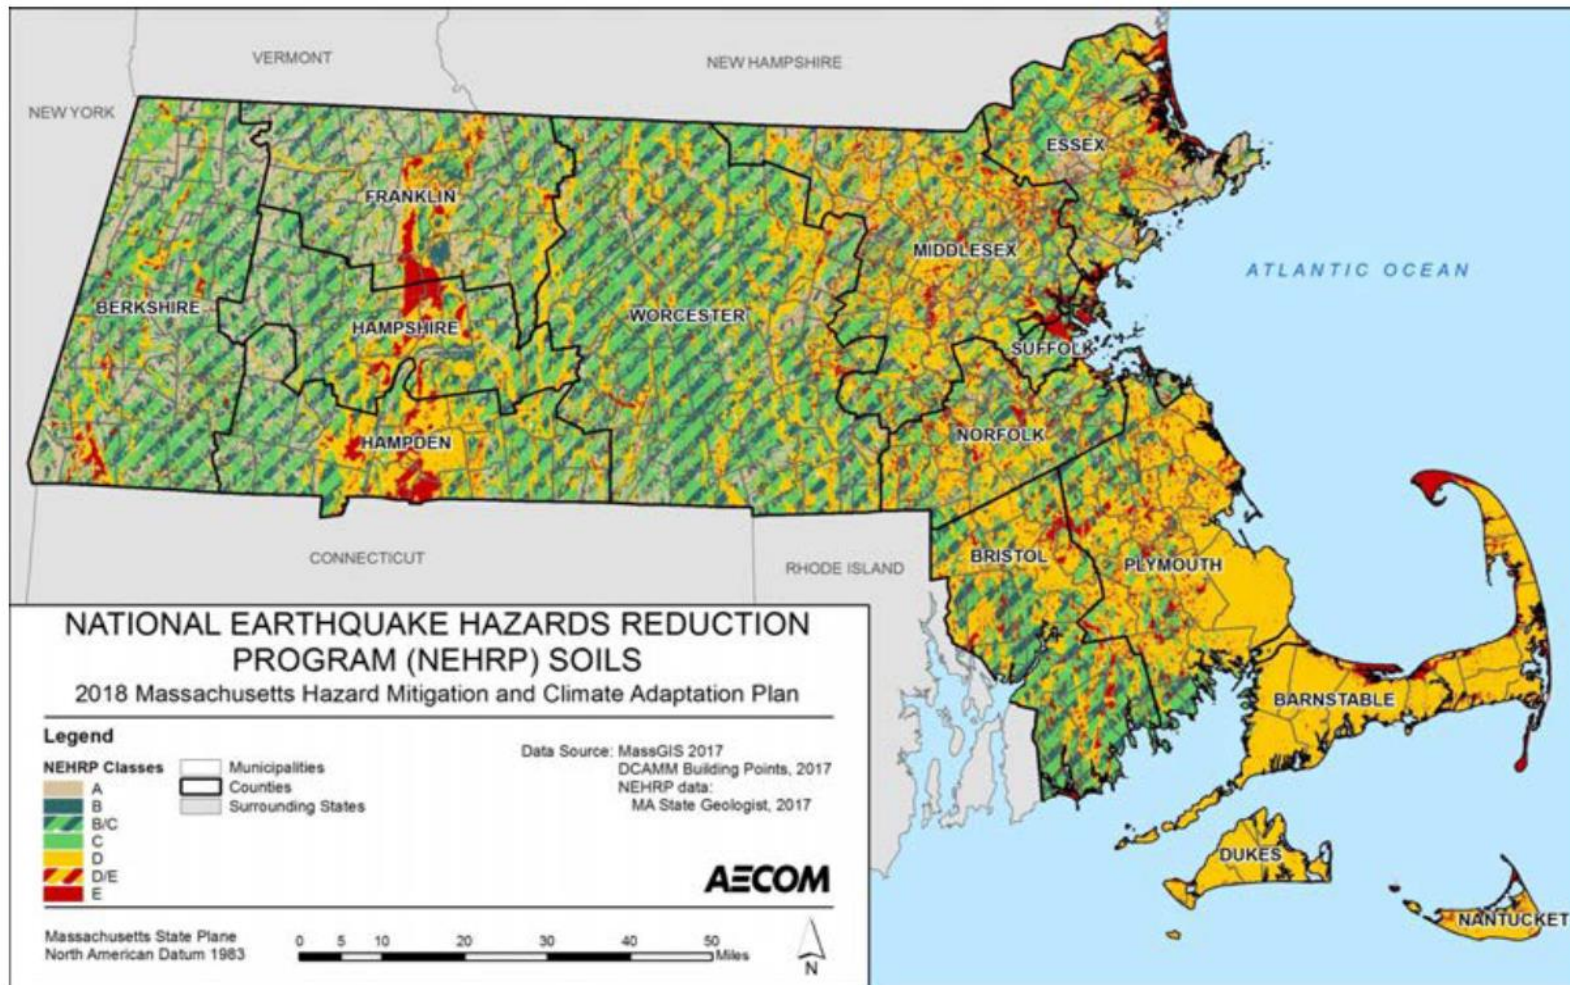 VERMONT
NEW HAMPSHIRE
NEW YORK
ESSEX
FRANKLIN
MIDDLESEX
ATLANTIC OCEAN
BERKSHIRE
WORCESTER
HAMPSHIRE
SUFFOLK
HAMPDEN
NORFOLK
CONNECTICUT
RHODE ISLAND
BRISTOL
PLYMOUTH
BARNSTABLE
DUKES
NANTUCKET
NATIONAL EARTHQUAKE HAZARDS REDUCTION
PROGRAM (NEHRP) SOILS
2018 Massachusetts Hazard Mitigation and Climate Adaptation Plan
Legend
NEHRP Classes
A
B
B/C
C
D
D/E
E
Municipalities
Counties
Surrounding States
Data Source: MassGIS 2017
DCAMM Building Points, 2017
NEHRP data:
MA State Geologist, 2017
AECOM
Massachusetts State Plane
North American Datum 1983
0 5 10 20 30 40 50 Miles
N